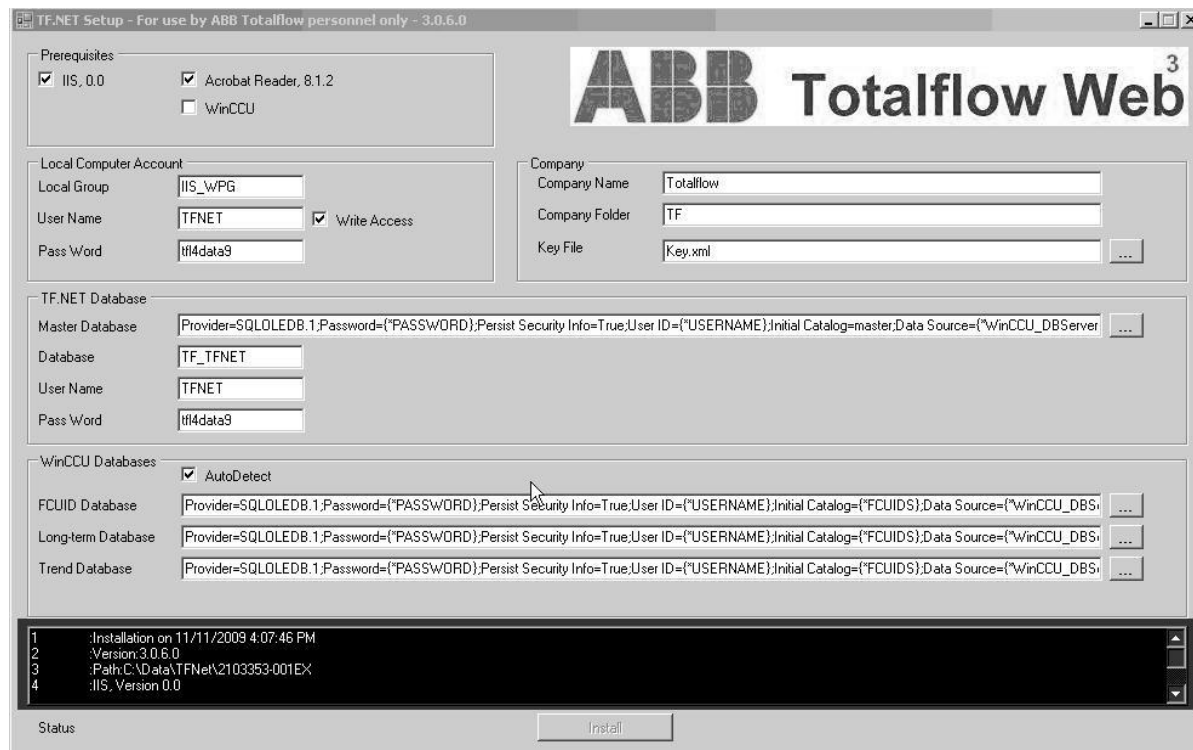 TF.NET Setup - For use by ABB Totalflow personnel only - 3.0.6.0
Prerequisites
IIS, 0.0
Acrobat Reader, 8.1.2
WinCCU
ABB Totalflow Web 3
Local Computer Account
Local Group IIS_WPG
User Name TFNET Write Access
Pass Word tfl4data9
Company
Company Name Totalflow
Company Folder TF
Key File Key.xml ...
TF.NET Database
Master Database Provider=SQLOLEDB.1;Password={*PASSWORD};Persist Security Info=True;User ID={*USERNAME};Initial Catalog=master;Data Source={*WinCCU_DBServer ...
Database TF_TFNET
User Name TFNET
Pass Word tfl4data9
WinCCU Databases
AutoDetect
FCUID Database Provider=SQLOLEDB.1;Password={*PASSWORD};Persist Security Info=True;User ID={*USERNAME};Initial Catalog={*FCUIDS};Data Source={*WinCCU_DBS ...
Long-term Database Provider=SQLOLEDB.1;Password={*PASSWORD};Persist Security Info=True;User ID={*USERNAME};Initial Catalog={*FCUIDS};Data Source={*WinCCU_DBS ...
Trend Database Provider=SQLOLEDB.1;Password={*PASSWORD};Persist Security Info=True;User ID={*USERNAME};Initial Catalog={*FCUIDS};Data Source={*WinCCU_DBS ...
1 :Installation on 11/11/2009 4:07:46 PM
2 :Version:3.0.6.0
3 :Path:C:\Data\TFNet\2103353-001EX
4 :IIS, Version 0.0
Status
Install